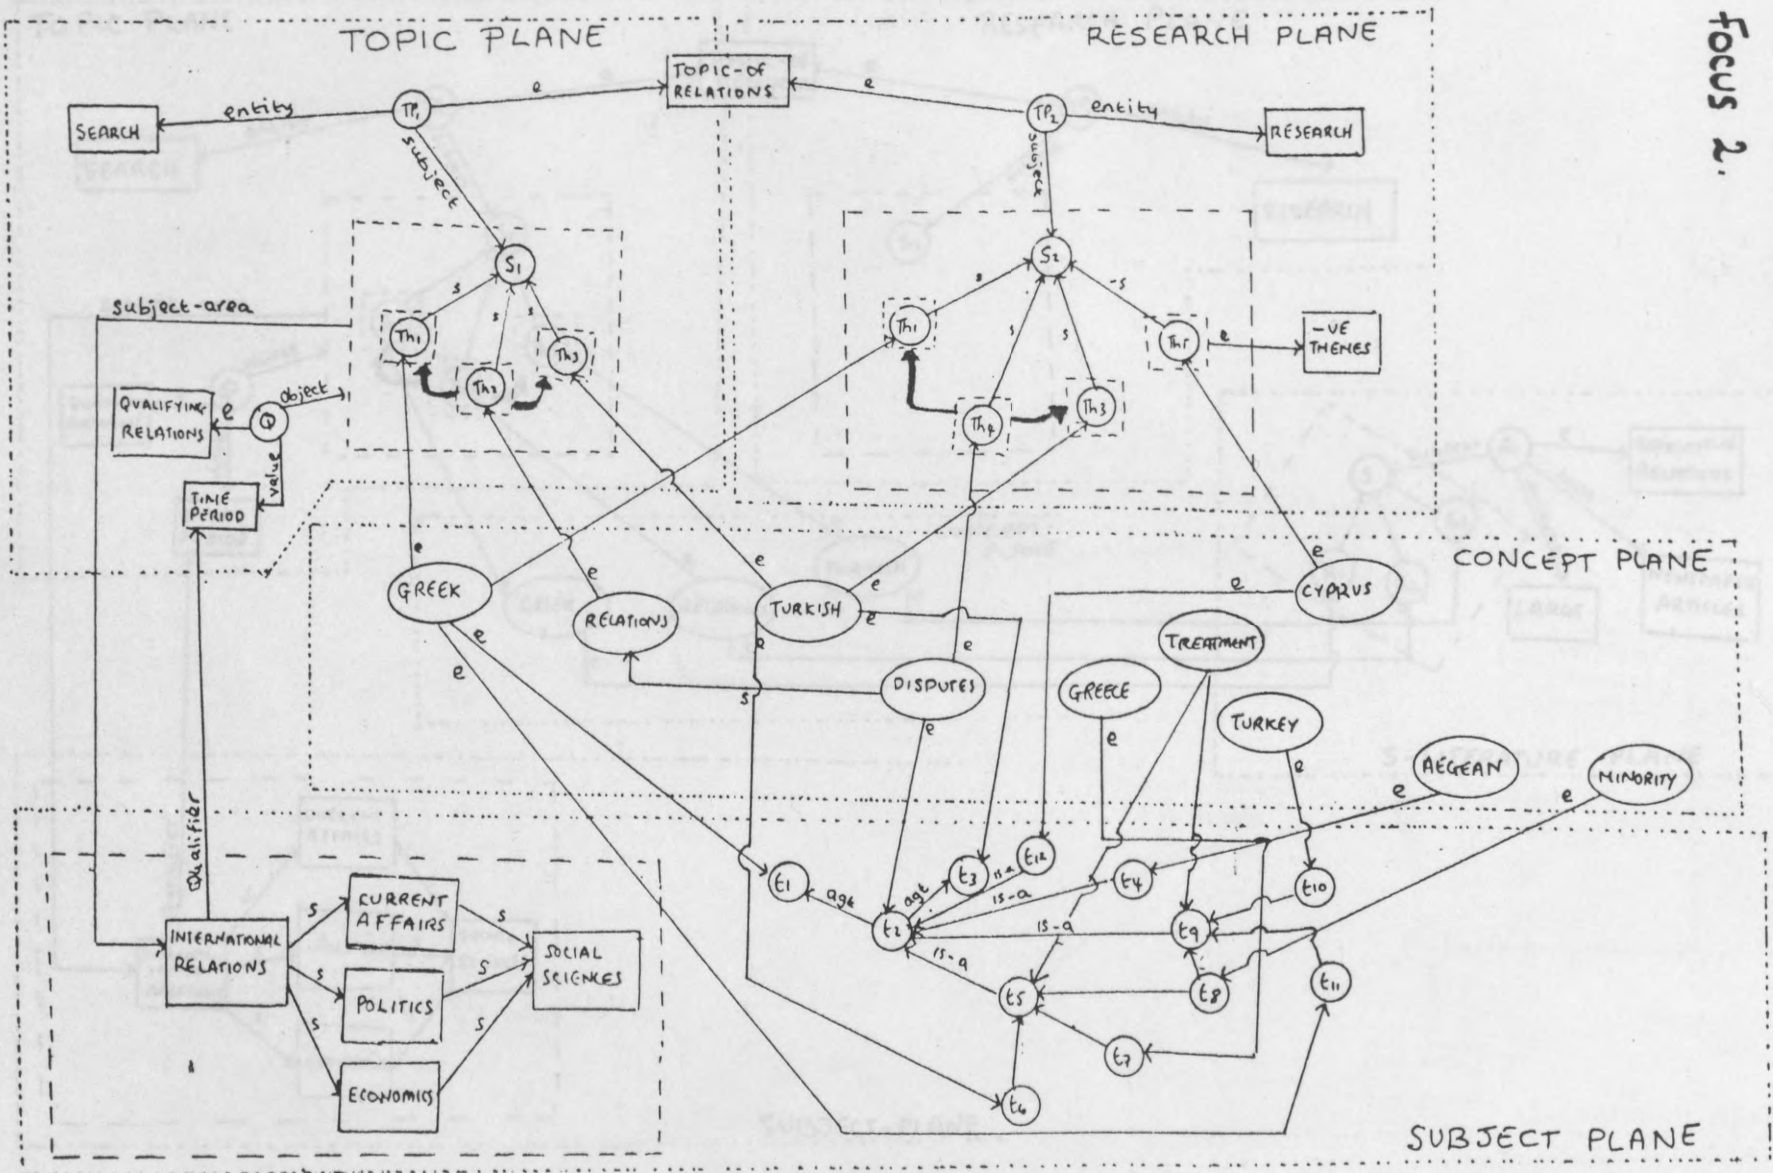 Focus 2.
TOPIC PLANE
RESEARCH PLANE
TOPIC-OF
RELATIONS
SEARCH
entity
TP1
e
e
TP2
entity
RESEARCH
subject
subject
S1
s
s
s
Th1
Th2
Th3
S2
s
s
s
-s
Th1
Th4
Th3
Th5
e
-VE
THEMES
subject-area
QUALIFYING
RELATIONS
e
Q
object
value
TIME
PERIOD
CONCEPT PLANE
e
GREEK
e
RELATIONS
e
TURKISH
e
e
e
e
CYPRUS
e
e
e
s
DISPUTES
e
e
GREECE
e
TREATMENT
TURKEY
e
AEGEAN
e
MINORITY
e
Qualifier
INTERNATIONAL
RELATIONS
s
s
s
CURRENT
AFFAIRS
POLITICS
ECONOMICS
s
s
s
SOCIAL
SCIENCES
t1
agt
t2
agt
t3
is-a
t12
is-a
t4
is-a
t9
t10
is-a
t5
t8
t11
t7
t6
SUBJECT PLANE